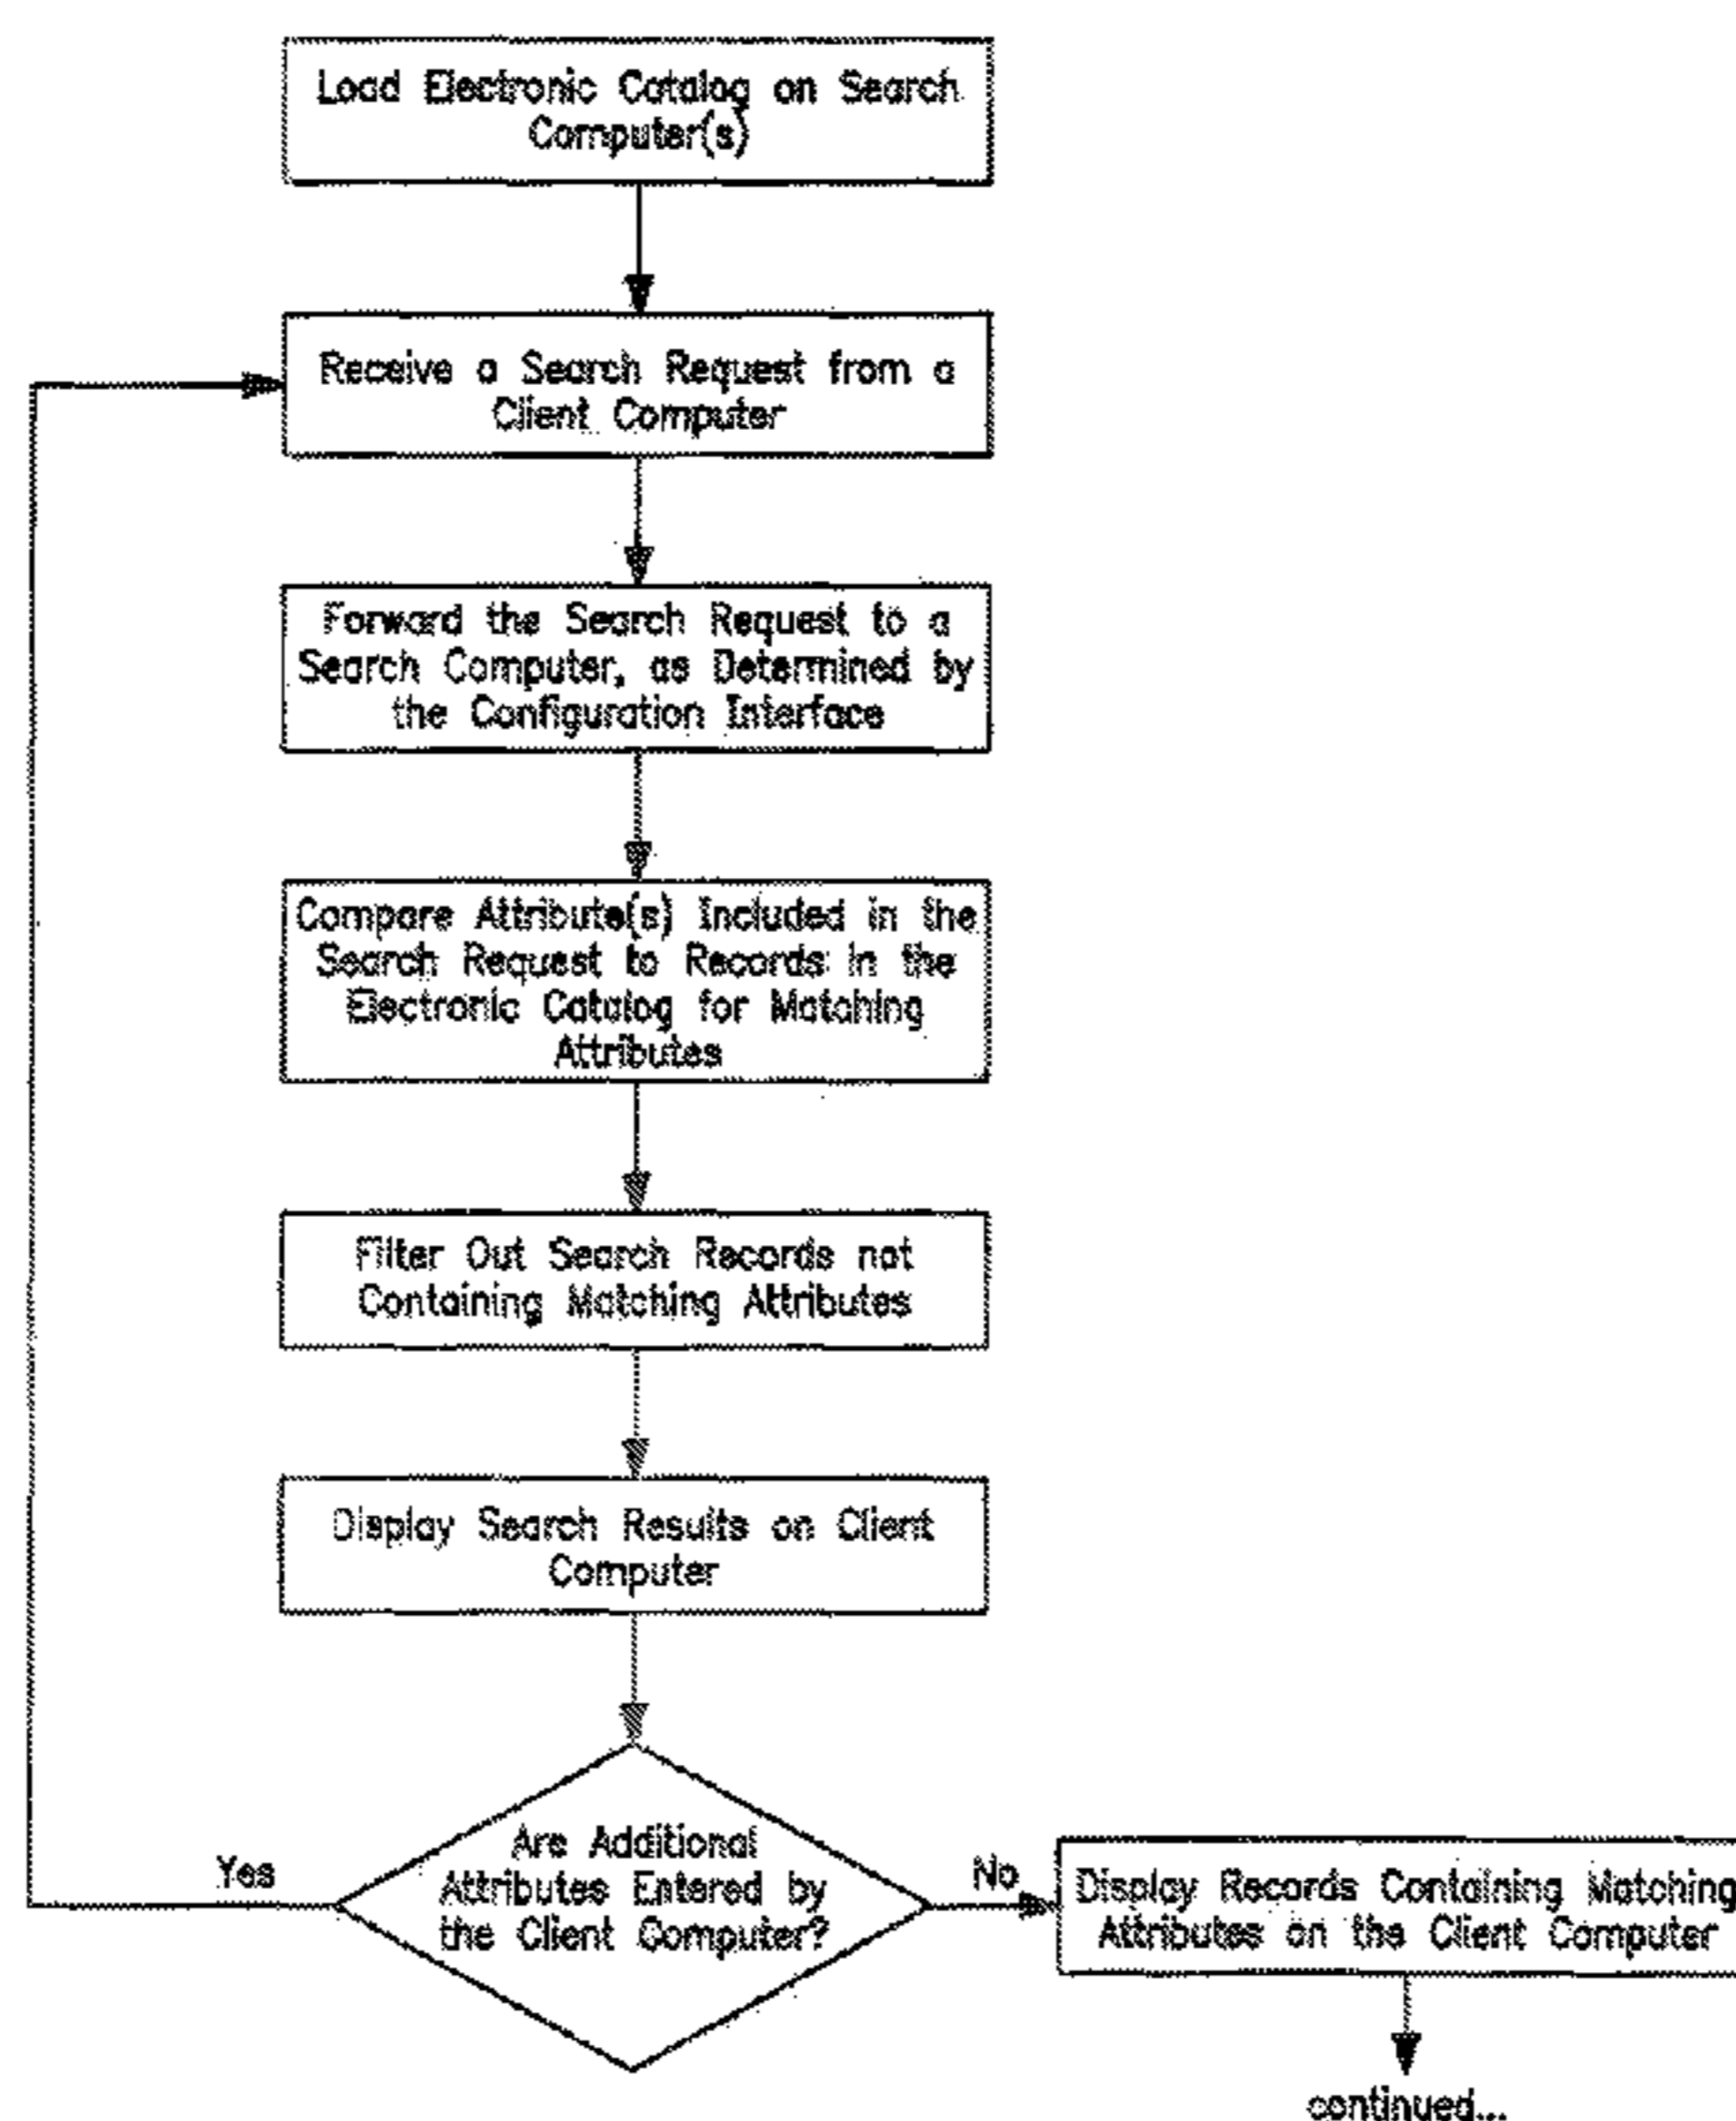 Load Electronic Catalog on Search
Computer(s)
Receive a Search Request from a
Client Computer
Forward the Search Request to a
Search Computer, as Determined by
the Configuration Interface
Compare Attribute(s) Included in the
Search Request to Records in the
Electronic Catalog for Matching
Attributes
Filter Out Search Records not
Containing Matching Attributes
Display Search Results on Client
Computer
Are Additional
Attributes Entered by
the Client Computer?
Yes
No
Display Records Containing Matching
Attributes on the Client Computer
continued...